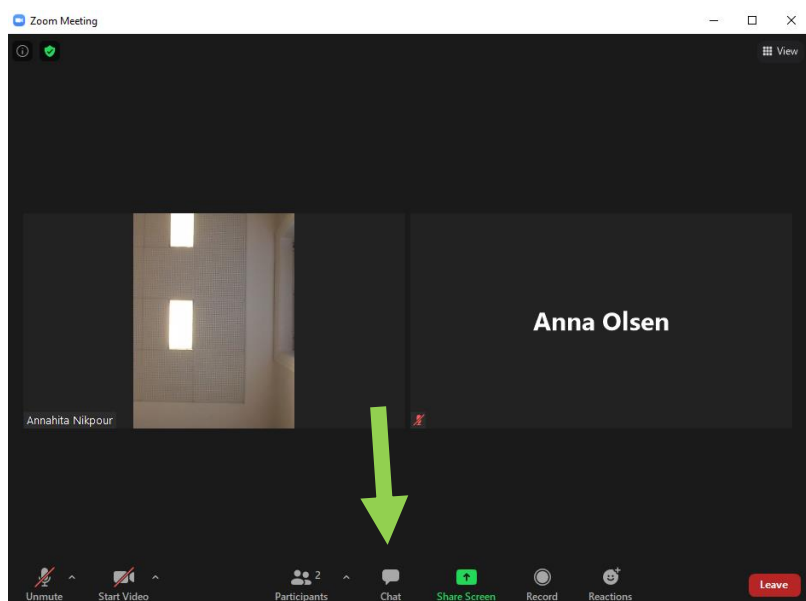 Zoom Meeting
View
Anna Olsen
Annahita Nikpour
2
Unmute
Start Video
Participants
Chat
Share Screen
Record
Reactions
Leave